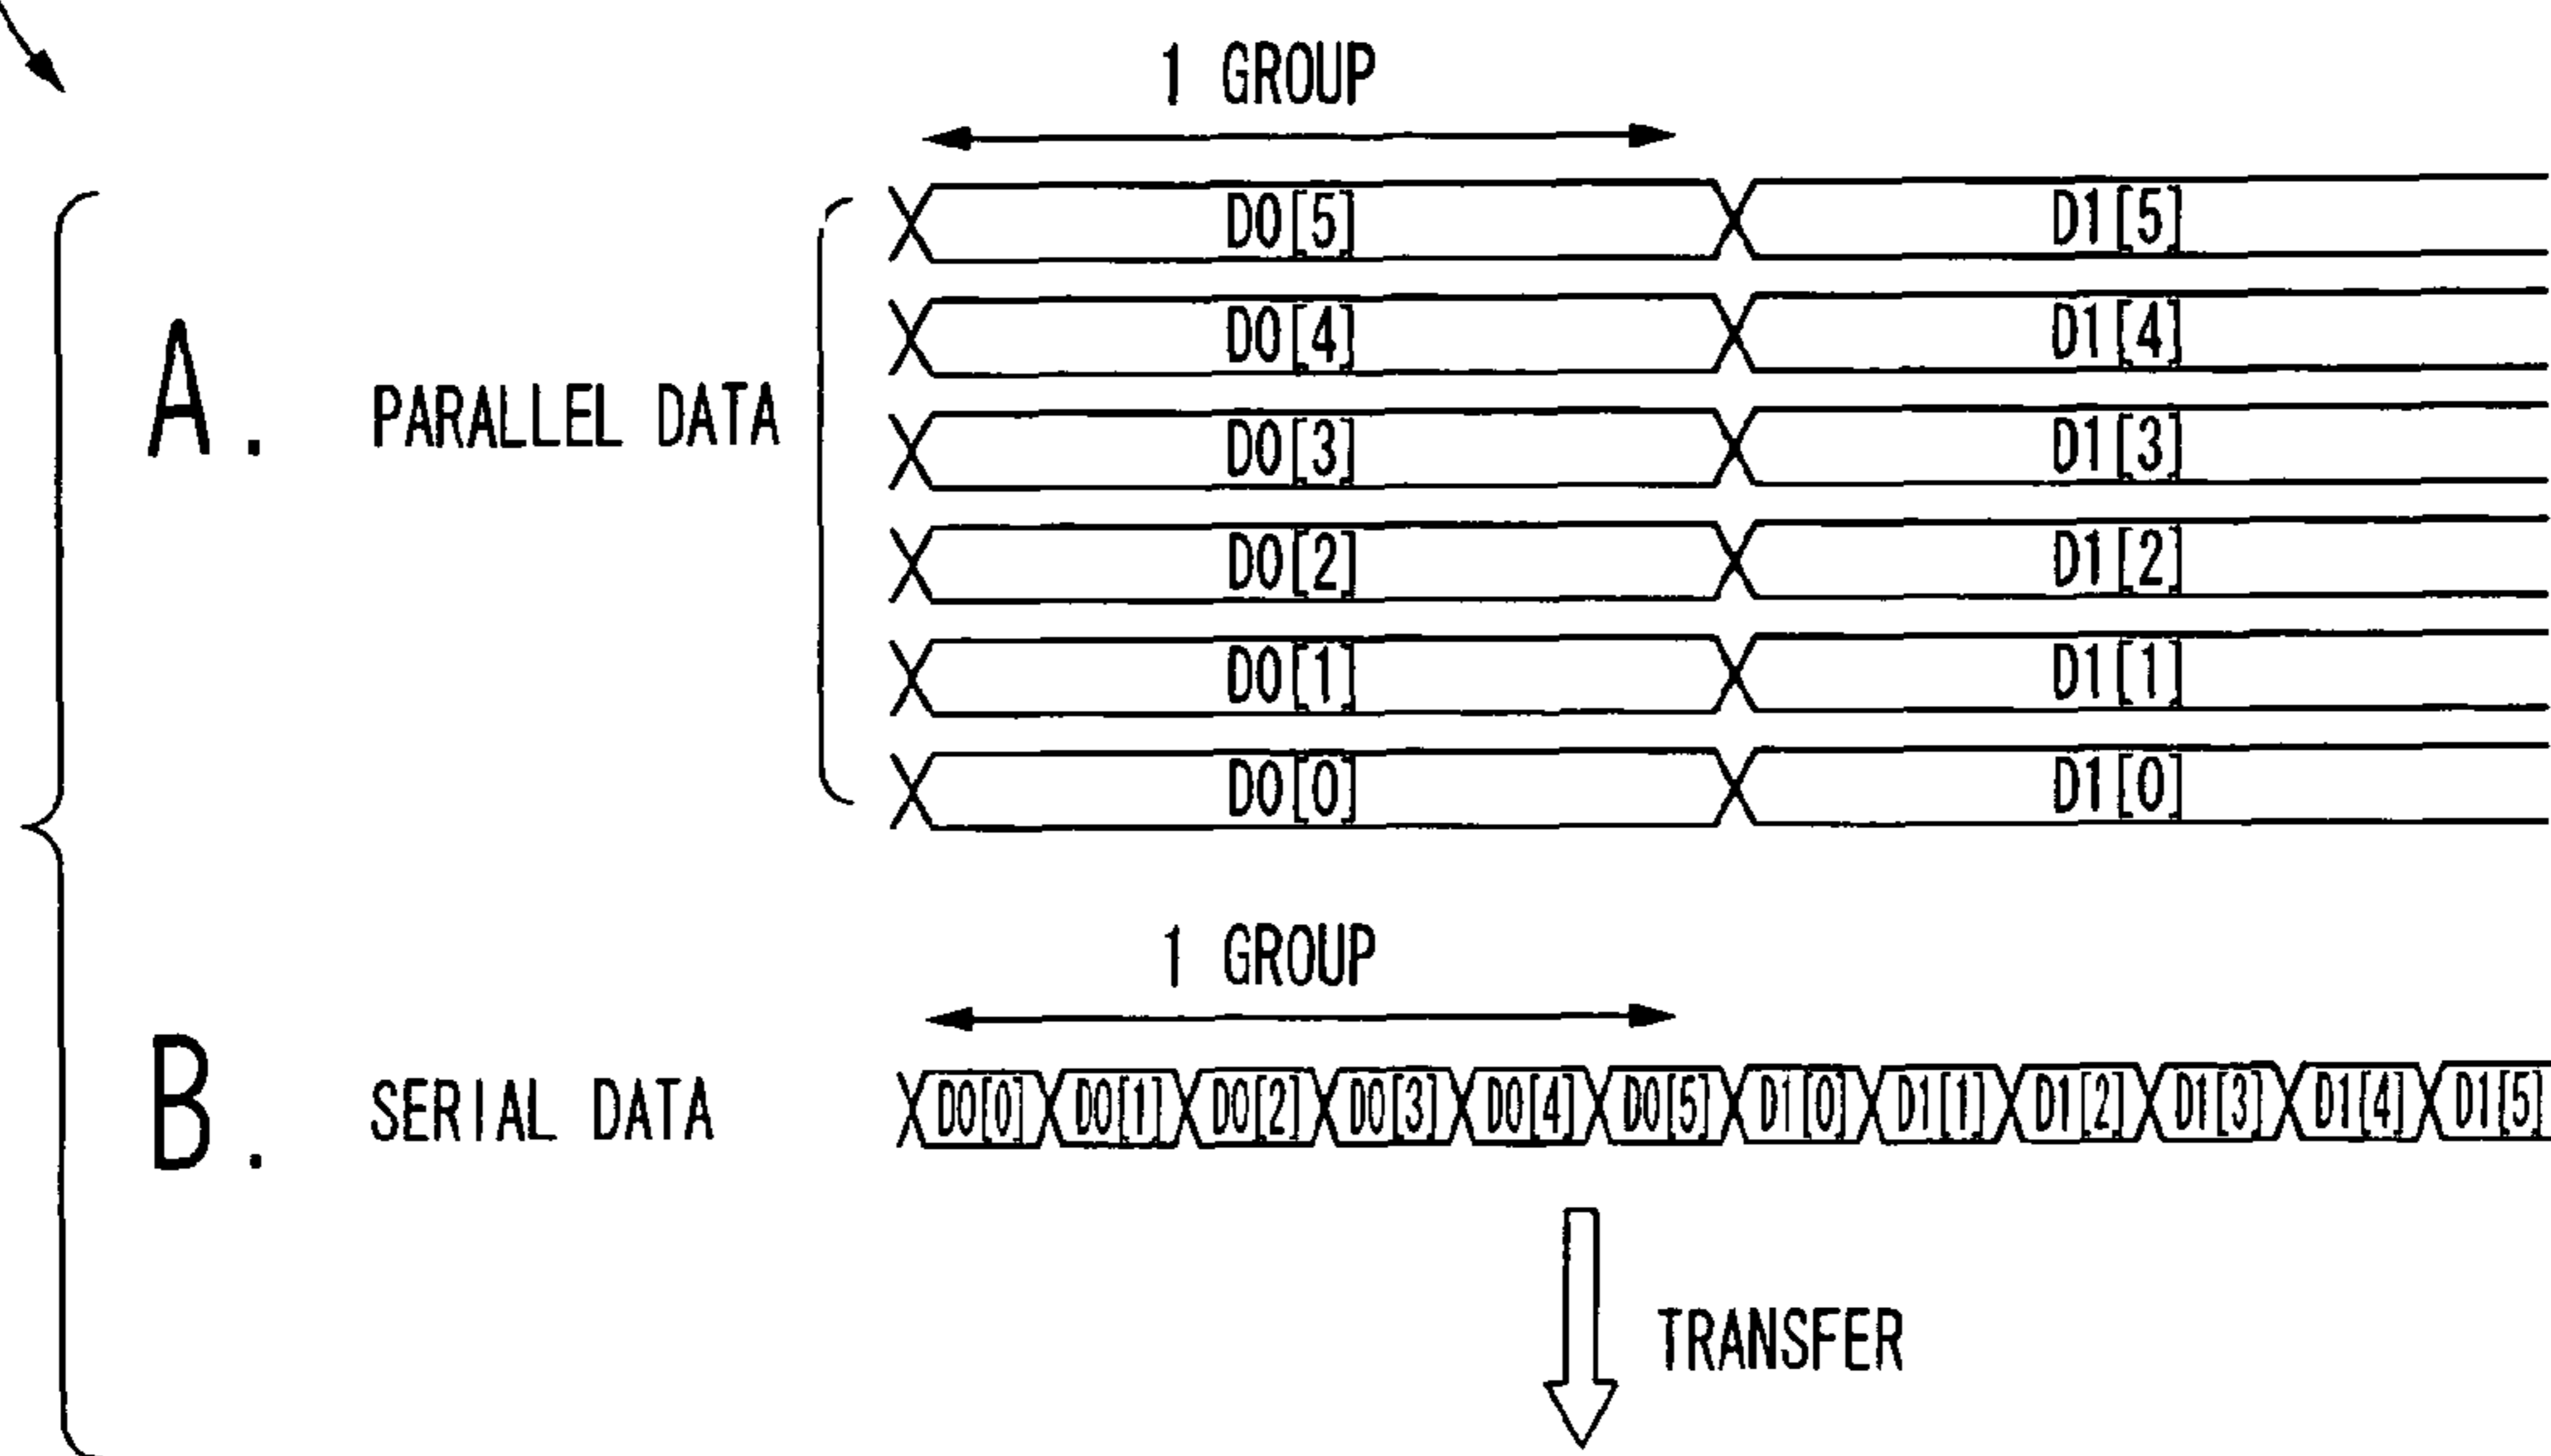 1 GROUP
D0[5] D1[5]
D0[4] D1[4]
A. PARALLEL DATA D0[3] D1[3]
D0[2] D1[2]
D0[1] D1[1]
D0[0] D1[0]
1 GROUP
B. SERIAL DATA D0[0] D0[1] D0[2] D0[3] D0[4] D0[5] D1[0] D1[1] D1[2] D1[3] D1[4] D1[5]
TRANSFER